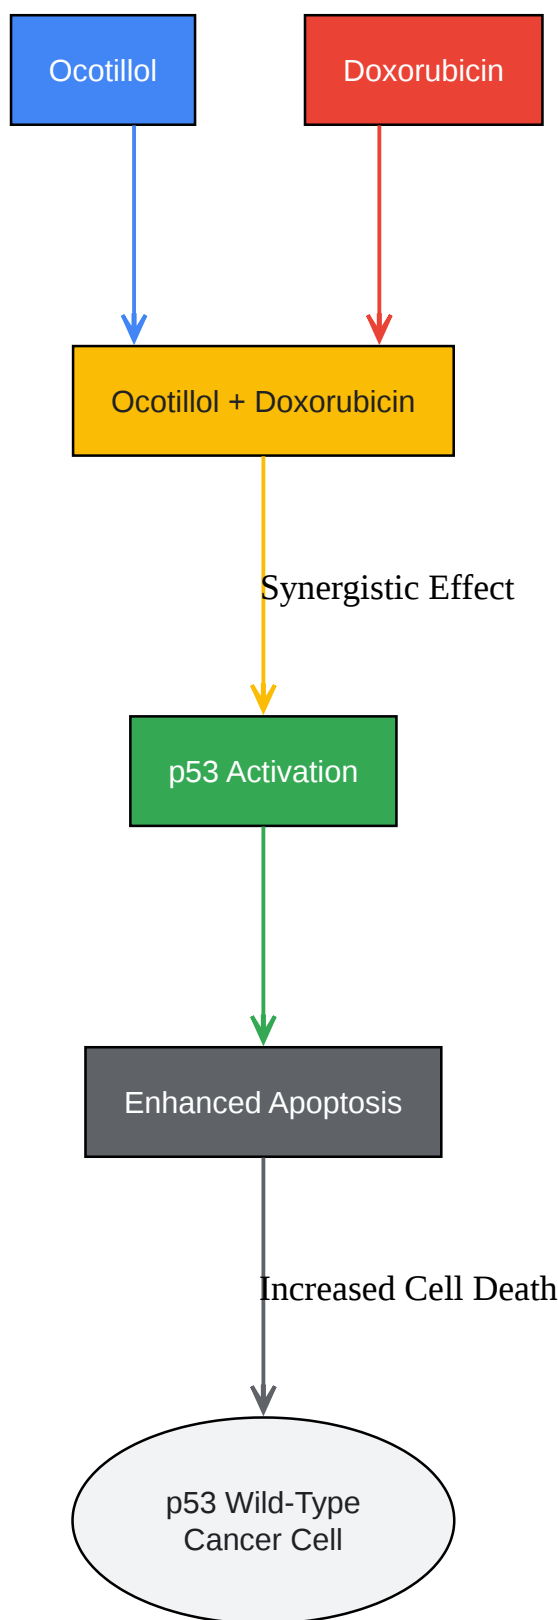 Ocotillol
Doxorubicin
Ocotillol + Doxorubicin
Synergistic Effect
p53 Activation
Enhanced Apoptosis
Increased Cell Death
p53 Wild-Type
Cancer Cell